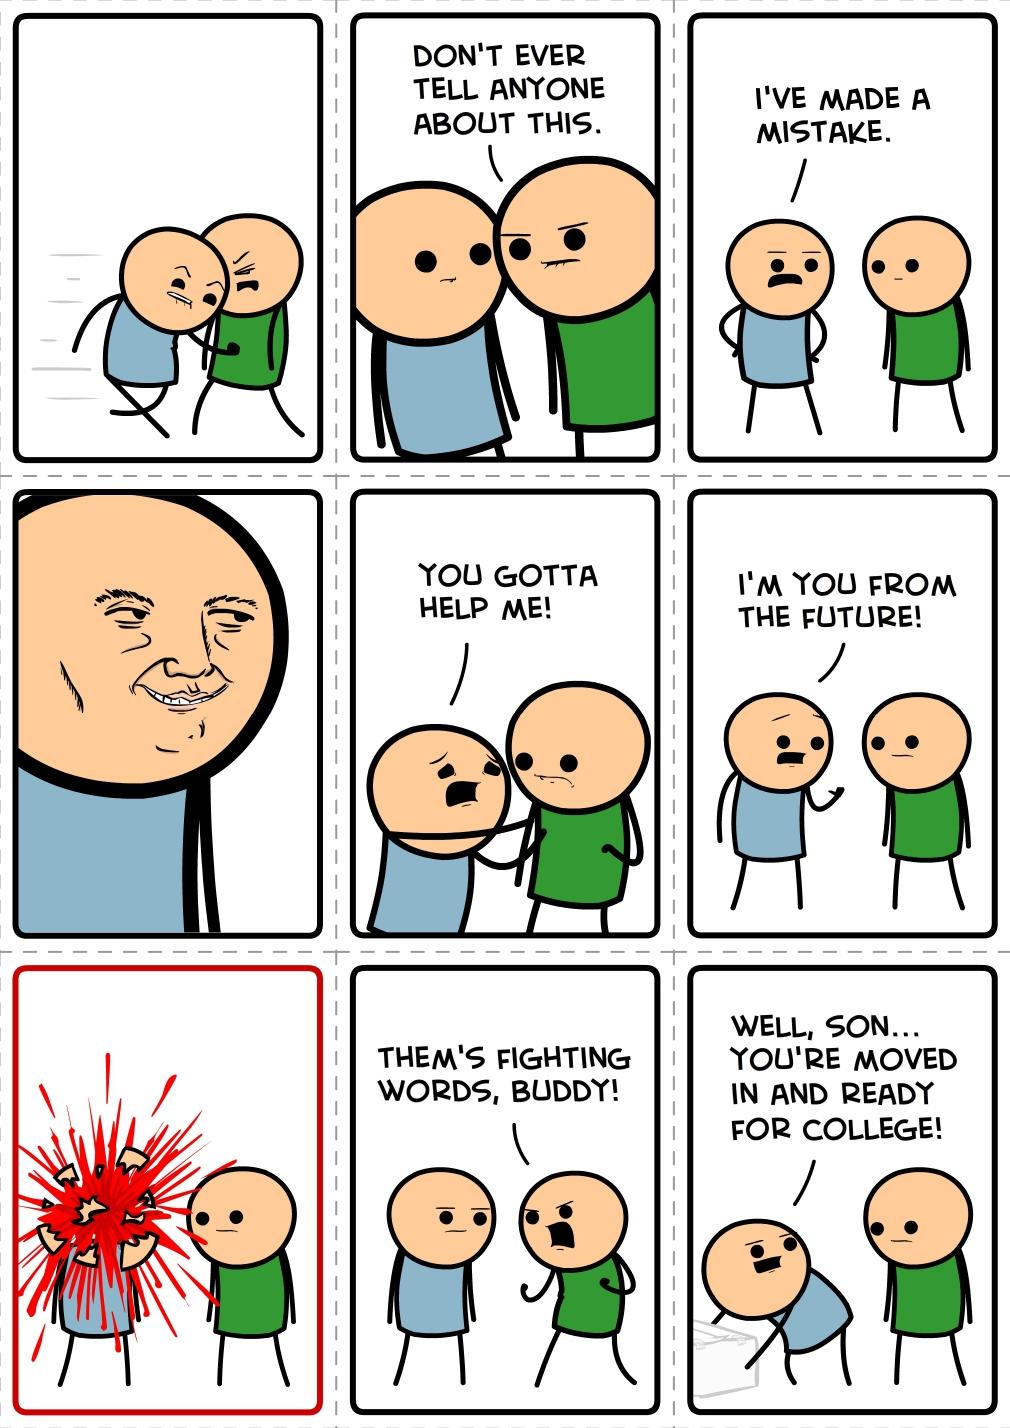 DON'T EVER
TELL ANYONE
ABOUT THIS.
I'VE MADE A
MISTAKE.
YOU GOTTA
HELP ME!
I'M YOU FROM
THE FUTURE!
THEM'S FIGHTING
WORDS, BUDDY!
WELL, SON...
YOU'RE MOVED
IN AND READY
FOR COLLEGE!